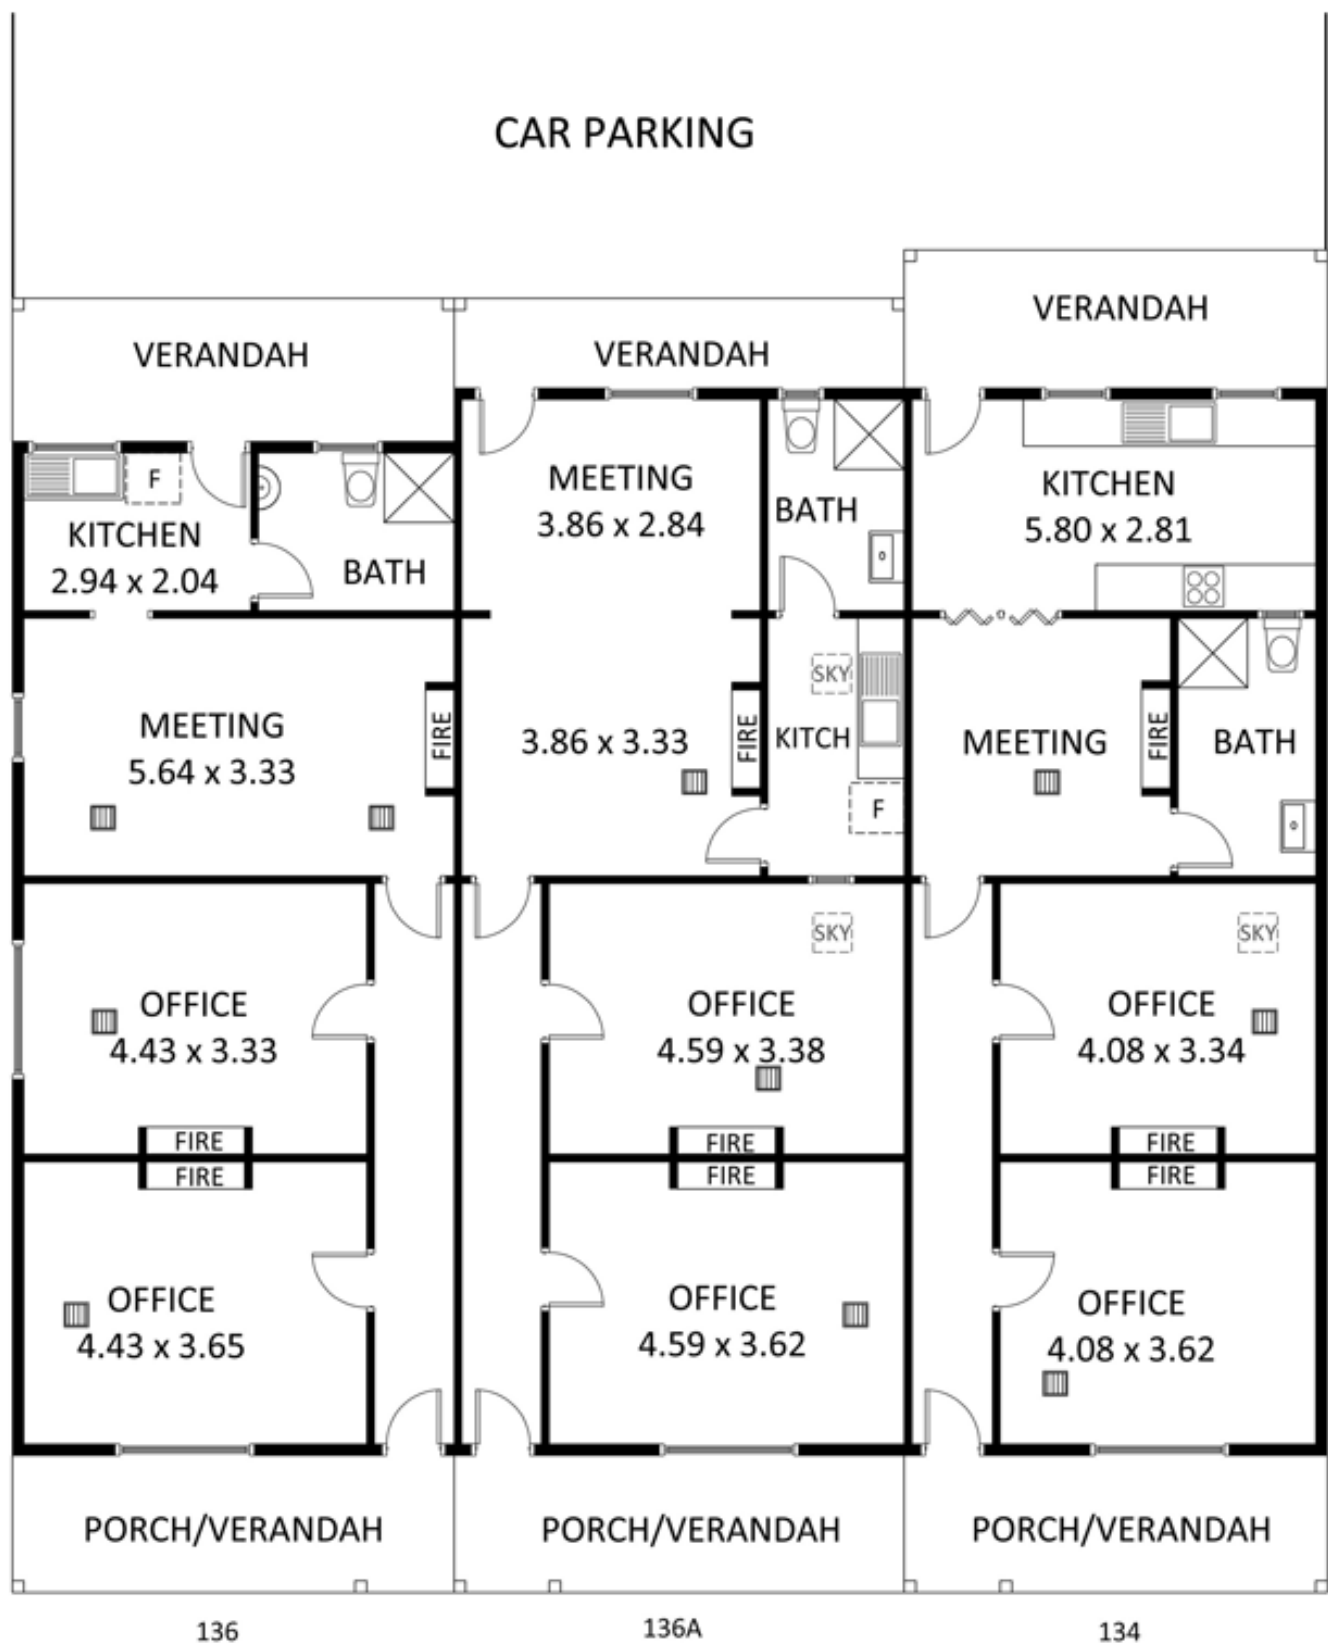 CAR PARKING
VERANDAH
VERANDAH
VERANDAH
F
KITCHEN
2.94 x 2.04
BATH
MEETING
3.86 x 2.84
BATH
KITCHEN
5.80 x 2.81
MEETING
5.64 x 3.33
FIRE
3.86 x 3.33
FIRE
SKY
KITCH
F
MEETING
FIRE
BATH
OFFICE
4.43 x 3.33
FIRE
FIRE
SKY
OFFICE
4.59 x 3.38
FIRE
FIRE
SKY
OFFICE
4.08 x 3.34
FIRE
FIRE
OFFICE
4.43 x 3.65
OFFICE
4.59 x 3.62
OFFICE
4.08 x 3.62
PORCH/VERANDAH
PORCH/VERANDAH
PORCH/VERANDAH
136
136A
134